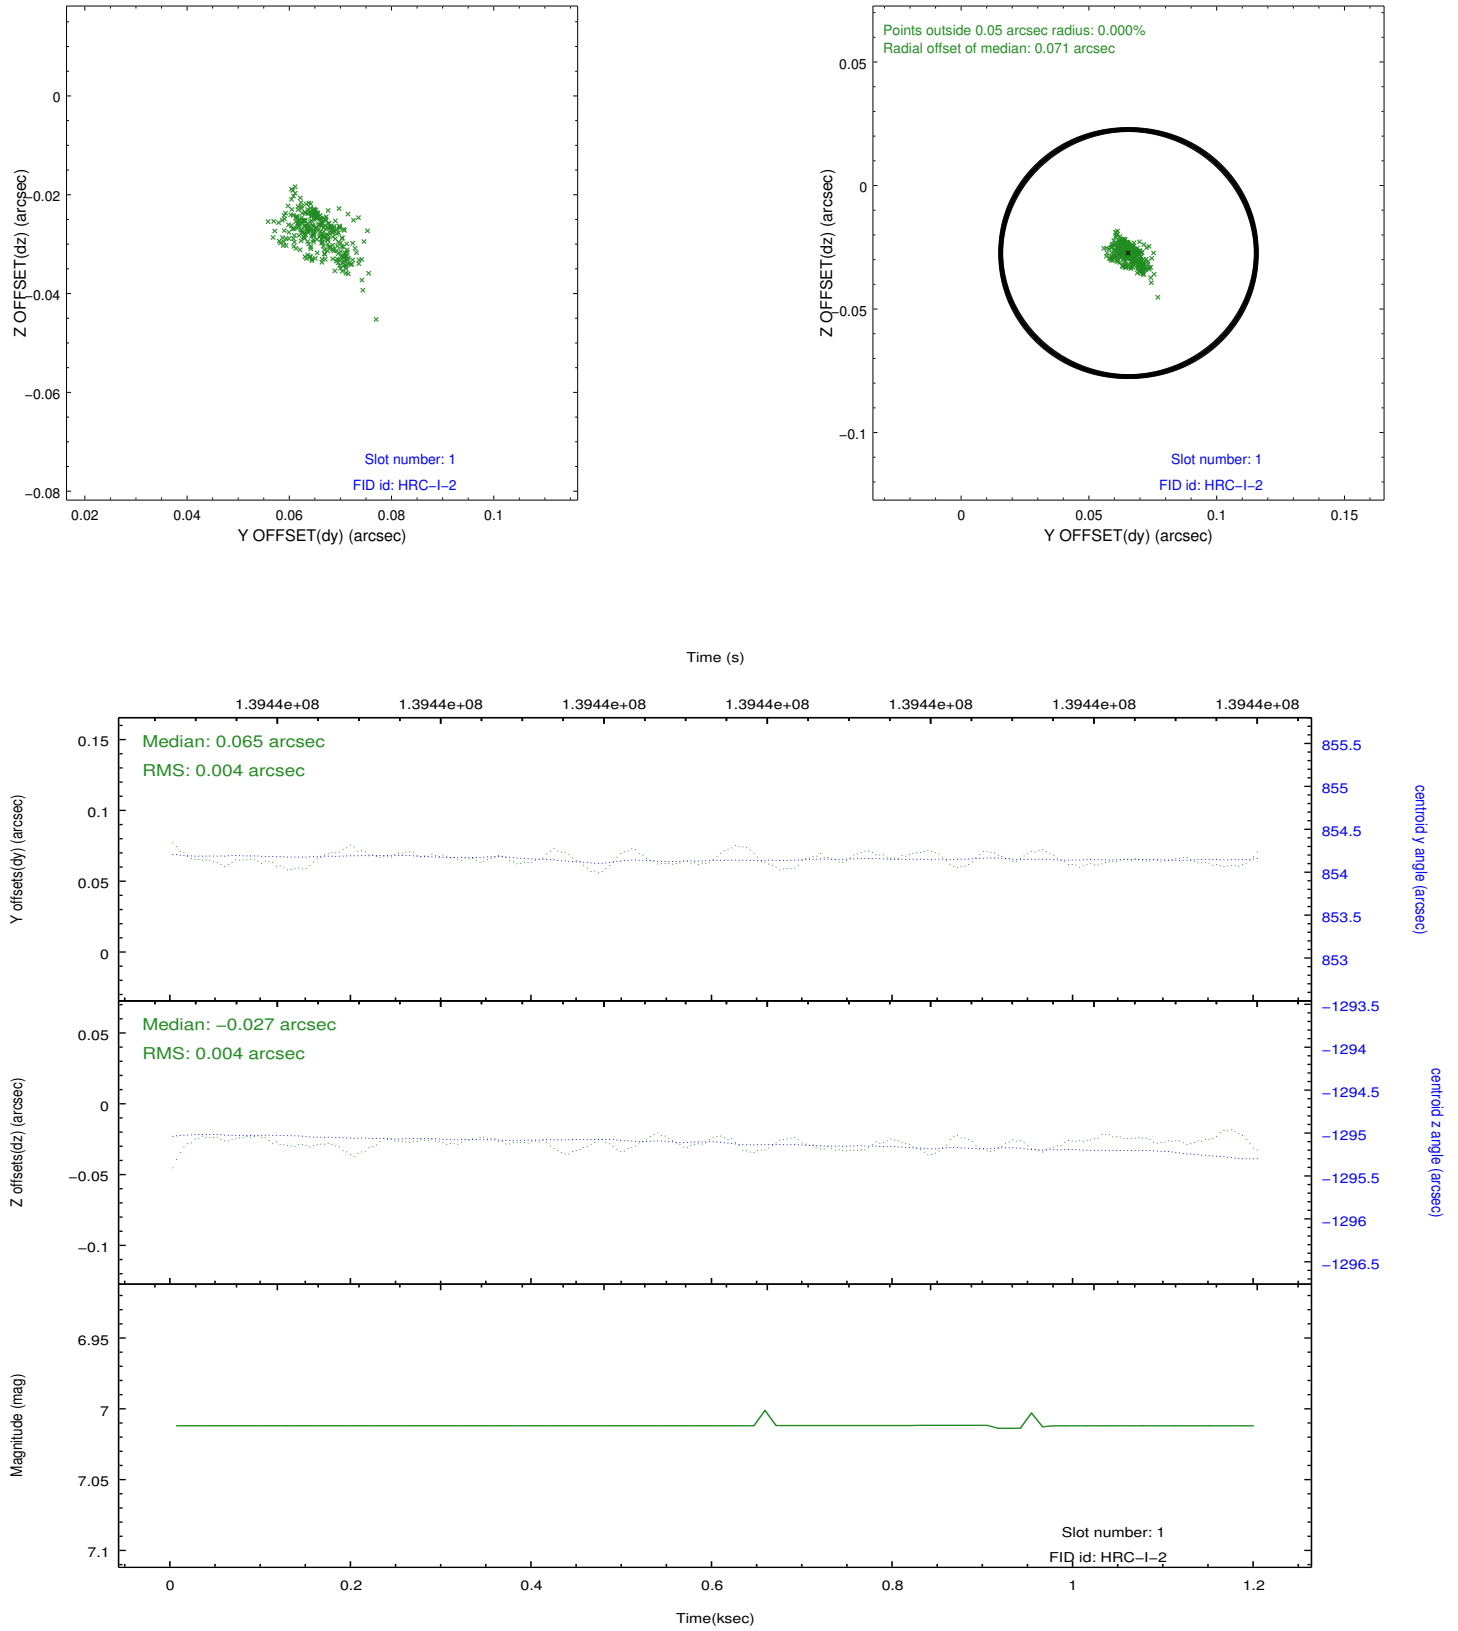 0
−0.02
−0.04
−0.06
−0.08
Z OFFSET(dz) (arcsec)
0.02
0.04
0.06
0.08
0.1
Y OFFSET(dy) (arcsec)
Slot number: 1
FID id: HRC−I−2
Points outside 0.05 arcsec radius: 0.000%
Radial offset of median: 0.071 arcsec
0.05
0
−0.05
−0.1
Z OFFSET(dz) (arcsec)
0
0.05
0.1
0.15
Y OFFSET(dy) (arcsec)
Slot number: 1
FID id: HRC−I−2
Time (s)
1.3944e+08
1.3944e+08
1.3944e+08
1.3944e+08
1.3944e+08
1.3944e+08
1.3944e+08
Median: 0.065 arcsec
RMS: 0.004 arcsec
0.15
0.1
0.05
0
Y offsets(dy) (arcsec)
855.5
855
854.5
854
853.5
853
centroid y angle (arcsec)
Median: −0.027 arcsec
RMS: 0.004 arcsec
0.05
0
−0.05
−0.1
Z offsets(dz) (arcsec)
−1293.5
−1294
−1294.5
−1295
−1295.5
−1296
−1296.5
centroid z angle (arcsec)
6.95
7
7.05
7.1
Magnitude (mag)
Slot number: 1
FID id: HRC−I−2
0
0.2
0.4
0.6
0.8
1
1.2
Time(ksec)